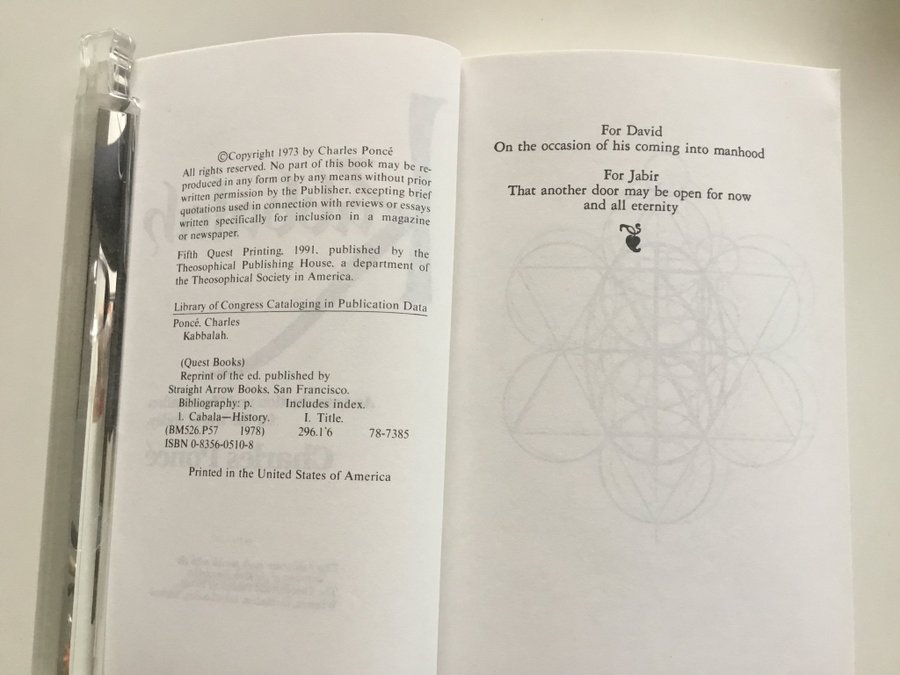 ©Copyright 1973 by Charles Poncé
All rights reserved. No part of this book may be re-
produced in any form or by any means without prior
written permission by the Publisher, excepting brief
quotations used in connection with reviews or essays
written specifically for inclusion in a magazine
or newspaper.
Fifth Quest Printing, 1991, published by the
Theosophical Publishing House, a department of
the Theosophical Society in America.
Library of Congress Cataloging in Publication Data
Poncé, Charles
Kabbalah.
(Quest Books)
Reprint of the ed. published by
Straight Arrow Books, San Francisco.
Bibliography: p. Includes index.
1. Cabala—History. I. Title.
(BM526.P57 1978) 296.1'6 78-7385
ISBN 0-8356-0510-8
Printed in the United States of America
For David
On the occasion of his coming into manhood
For Jabir
That another door may be open for now
and all eternity